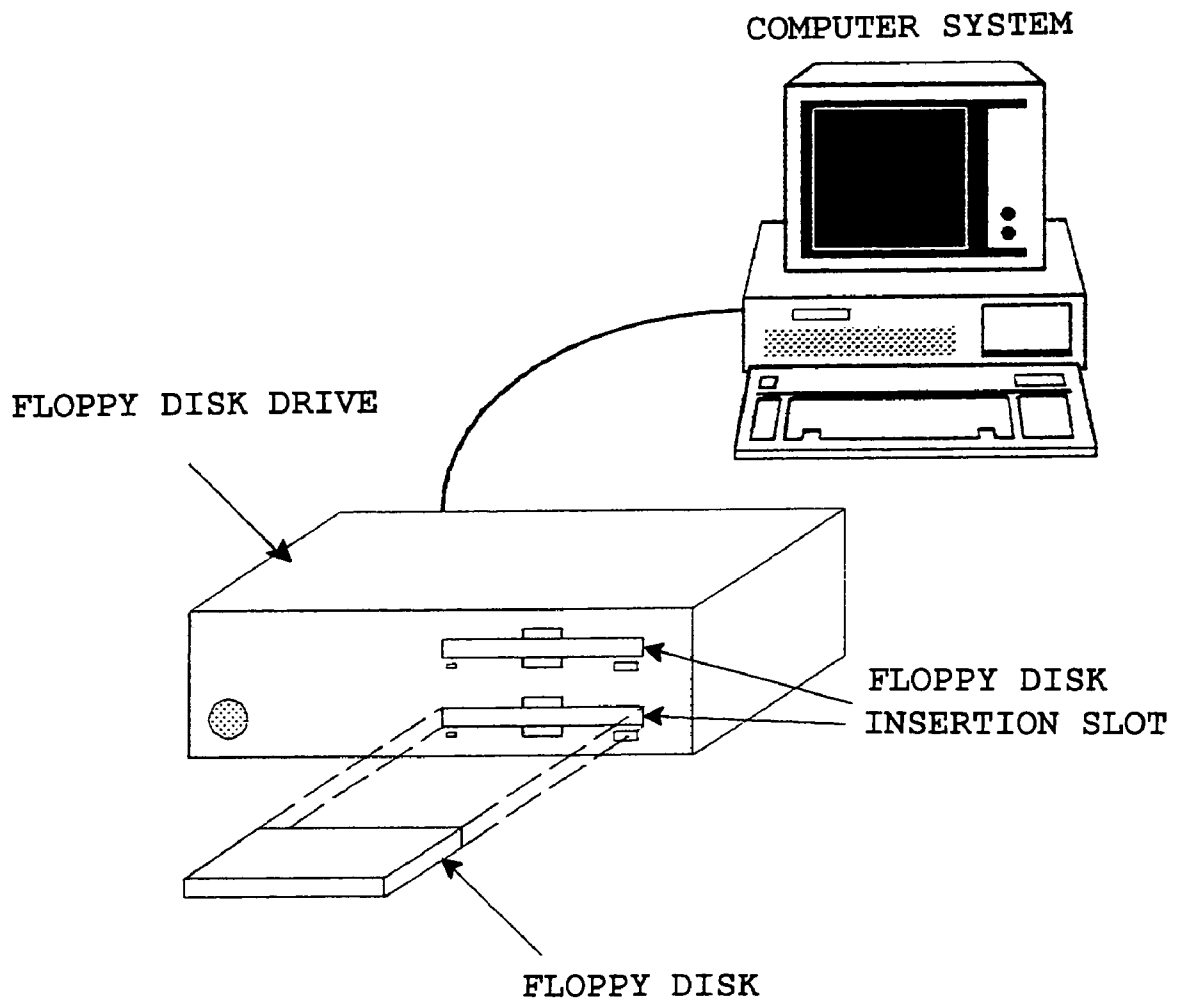 COMPUTER SYSTEM
FLOPPY DISK DRIVE
FLOPPY DISK
INSERTION SLOT
FLOPPY DISK